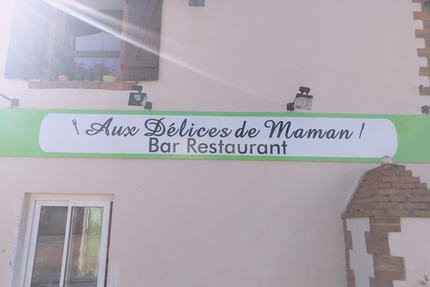 Aux Délices de Maman
Bar Restaurant